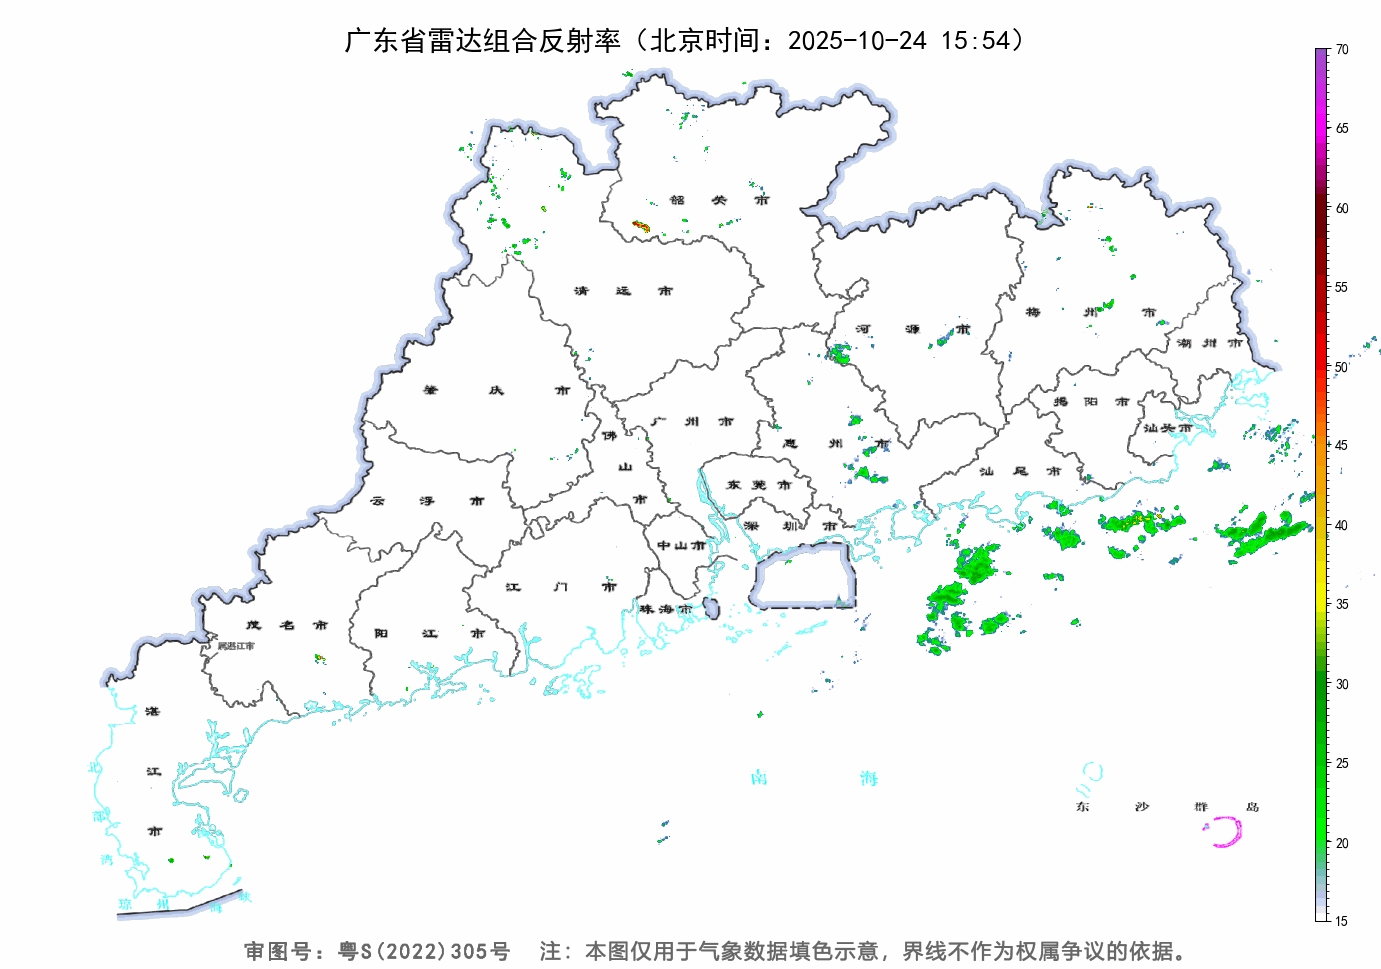 广东省雷达组合反射率（北京时间：2025-10-24 15:54）
70
65
60
55
50
45
40
35
30
25
20
15
韶关市
清远市
河源市
梅州市
潮州市
肇庆市
广州市
佛山市
惠州市
揭阳市
汕头市
汕尾市
东莞市
深圳市
云浮市
中山市
江门市
珠海市
茂名市
阳江市
属湛江市
湛江市
北部湾
南海
东沙群岛
琼州海峡
审图号：粤S(2022)305号 注：本图仅用于气象数据填色示意，界线不作为权属争议的依据。